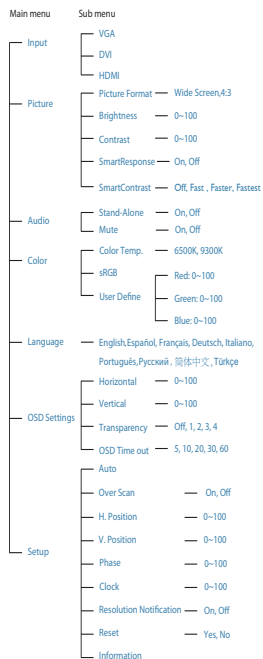 Main menu Sub menu
Input
VGA
DVI
HDMI
Picture
Picture Format Wide Screen,4:3
Brightness 0~100
Contrast 0~100
SmartResponse On, Off
SmartContrast Off, Fast , Faster, Fastest
Audio
Stand-Alone On, Off
Mute On, Off
Color
Color Temp. 6500K, 9300K
sRGB
User Define
Red: 0~100
Green: 0~100
Blue: 0~100
Language
English,Español, Français, Deutsch, Italiano,
Português,Русский , 简体中文 , Türkçe
OSD Settings
Horizontal 0~100
Vertical 0~100
Transparency Off, 1, 2, 3, 4
OSD Time out 5, 10, 20, 30, 60
Setup
Auto
Over Scan On, Off
H. Position 0~100
V. Position 0~100
Phase 0~100
Clock 0~100
Resolution Notification On, Off
Reset Yes, No
Information